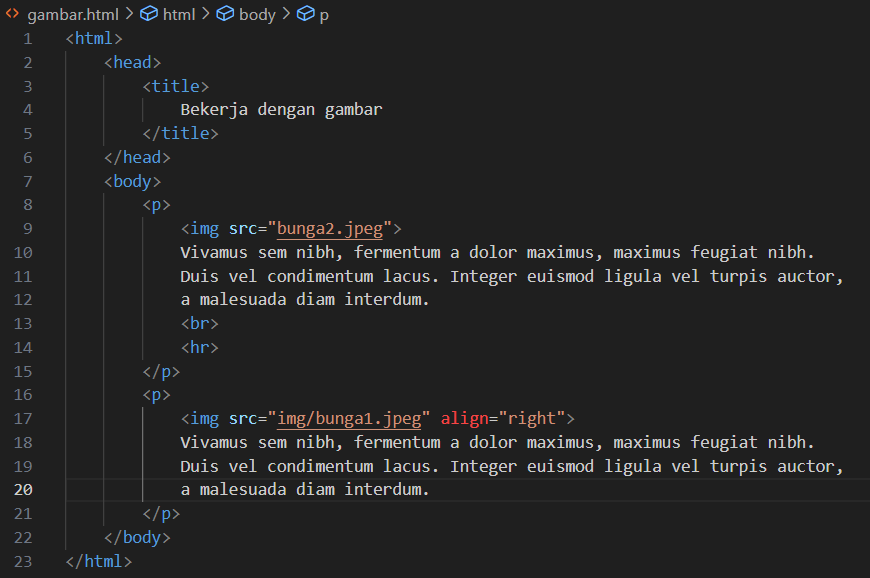 <> gambar.html > html > body > p
1 <html>
2 <head>
3 <title>
4 Bekerja dengan gambar
5 </title>
6 </head>
7 <body>
8 <p>
9 <img src="bunga2.jpeg">
10 Vivamus sem nibh, fermentum a dolor maximus, maximus feugiat nibh.
11 Duis vel condimentum lacus. Integer euismod ligula vel turpis auctor,
12 a malesuada diam interdum.
13 <br>
14 <hr>
15 </p>
16 <p>
17 <img src="img/bunga1.jpeg" align="right">
18 Vivamus sem nibh, fermentum a dolor maximus, maximus feugiat nibh.
19 Duis vel condimentum lacus. Integer euismod ligula vel turpis auctor,
20 a malesuada diam interdum.
21 </p>
22 </body>
23 </html>